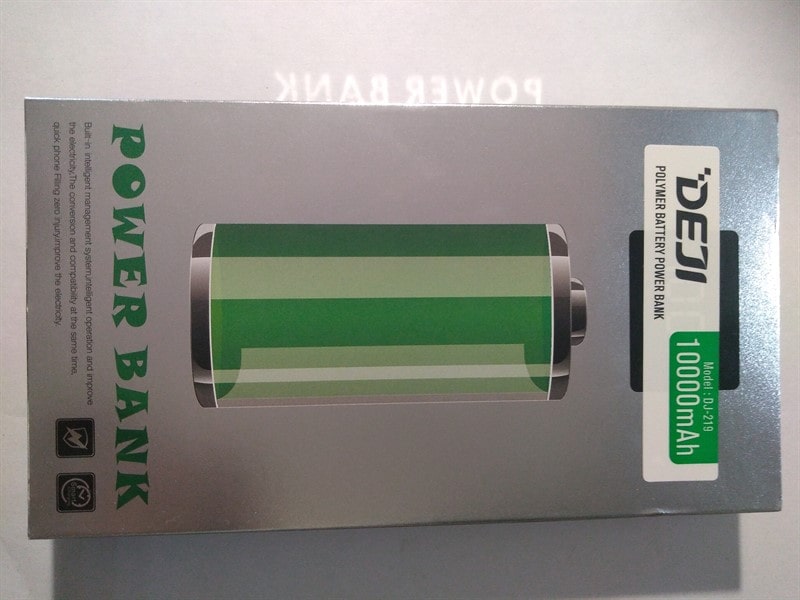 DEJI
POLYMER BATTERY POWER BANK
Model : DJ-219
10000mAh
POWER BANK
Built-in intelligent management system,intelligent operation and improve
the electricity,The conversion and compatibility at the same time,
quick phone Filling zero injury,improve the electricity.
POWER BANK